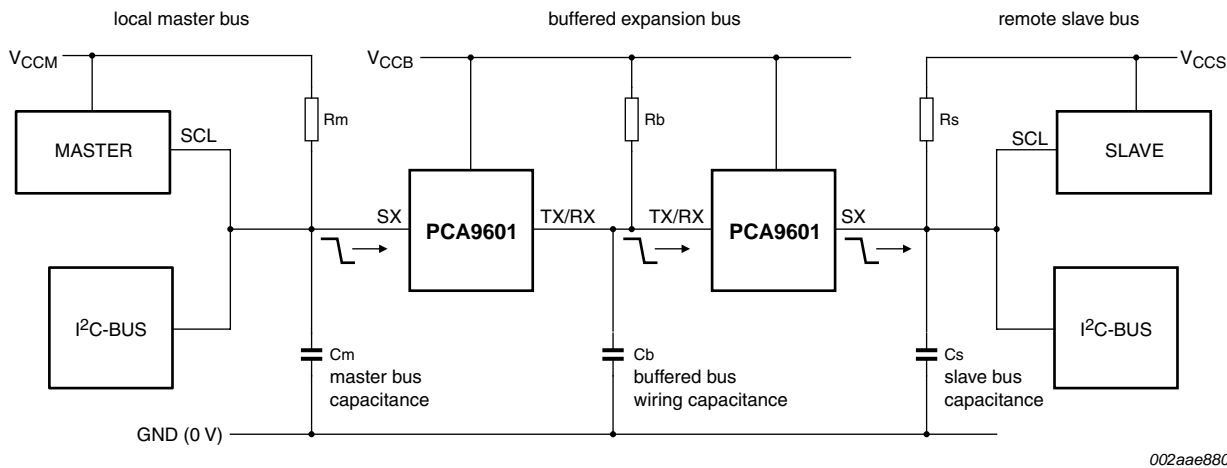 local master bus
buffered expansion bus
remote slave bus
VCCM
VCCB
VCCS
Rm
Rb
Rs
MASTER
SCL
SCL
SLAVE
SX
PCA9601
TX/RX
TX/RX
PCA9601
SX
I²C-BUS
I²C-BUS
Cm
master bus
capacitance
Cb
buffered bus
wiring capacitance
Cs
slave bus
capacitance
GND (0 V)
002aae880